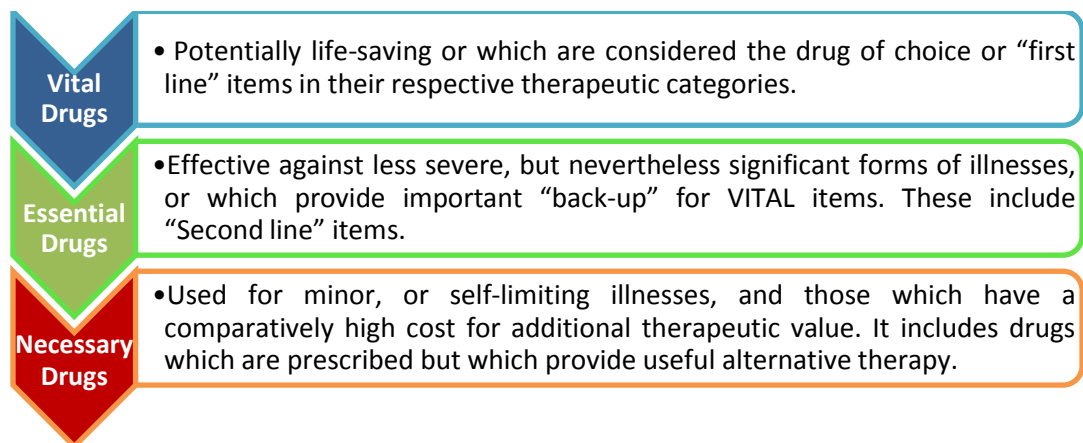 Vital
Drugs
• Potentially life-saving or which are considered the drug of choice or “first
line” items in their respective therapeutic categories.
Essential
Drugs
•Effective against less severe, but nevertheless significant forms of illnesses,
or which provide important “back-up” for VITAL items. These include
“Second line” items.
Necessary
Drugs
•Used for minor, or self-limiting illnesses, and those which have a
comparatively high cost for additional therapeutic value. It includes drugs
which are prescribed but which provide useful alternative therapy.